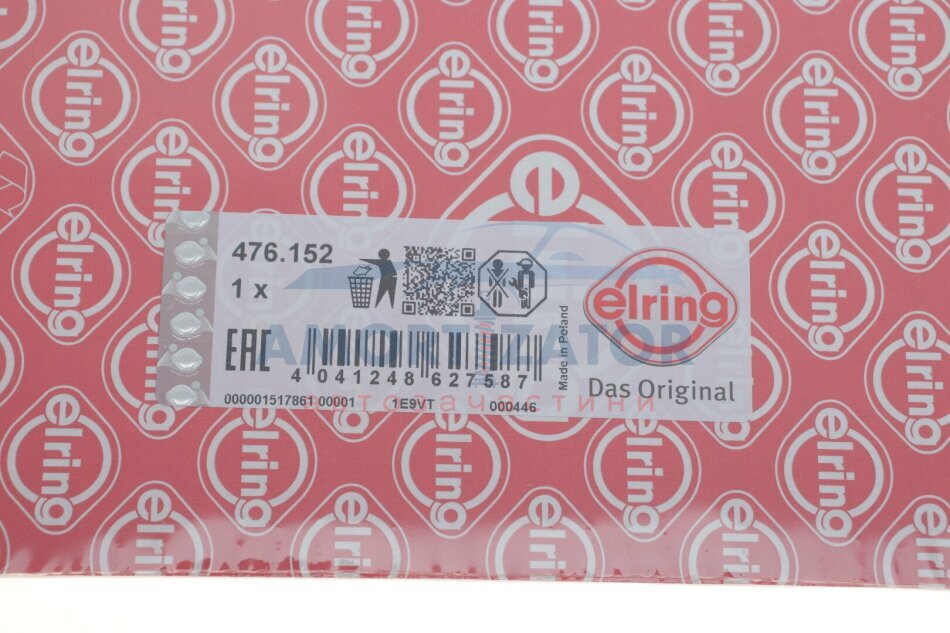 476.152
1 x
elring
Das Original
EAC
4 041248 627587
Made in Poland
000001517861 00001 1E9VT 000446
AMORTIZATOR
автозапчастини